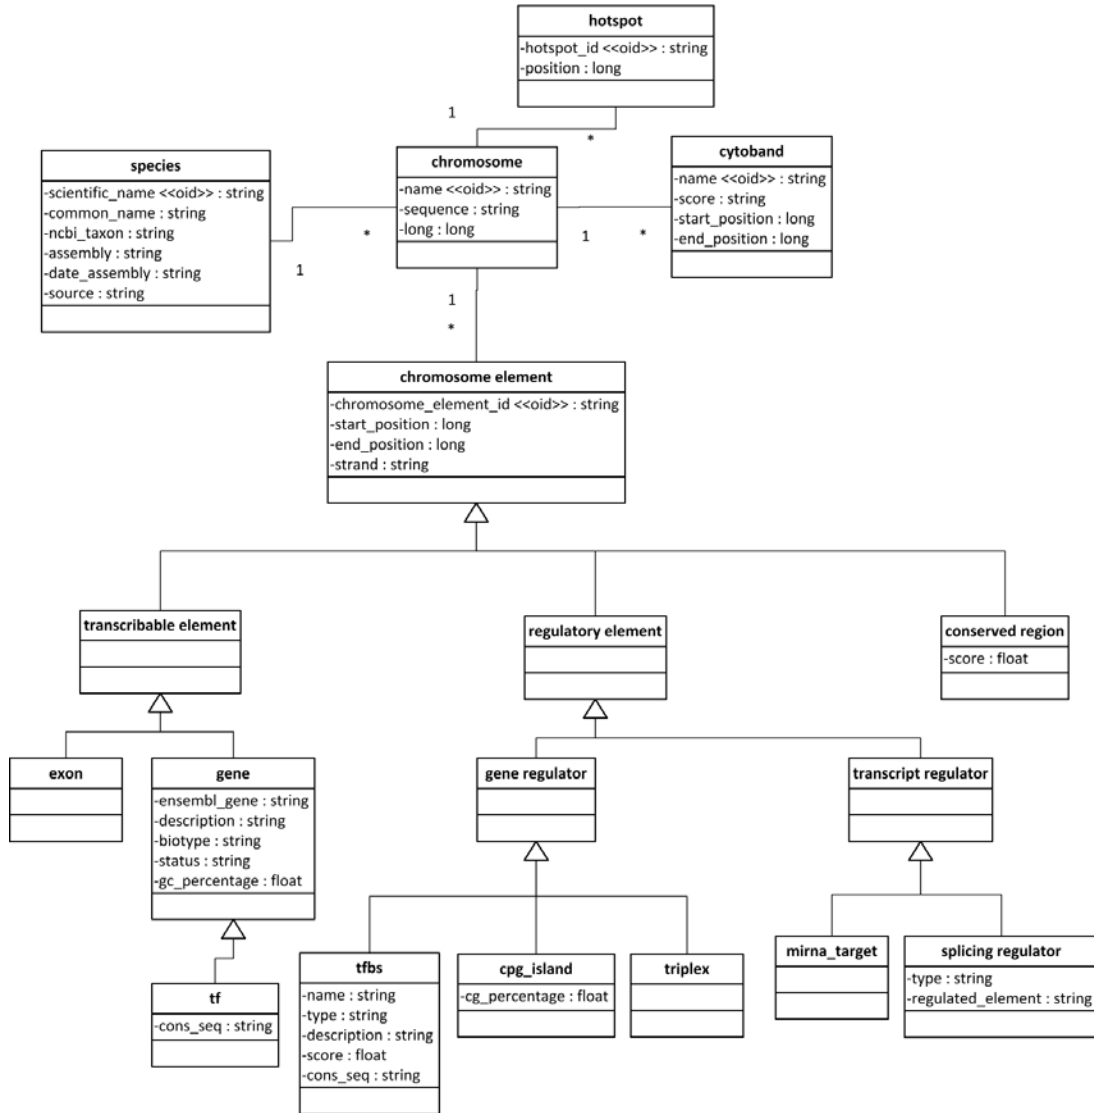 hotspot
-hotspot_id <<oid>> : string
-position : long
1
*
species
-scientific_name <<oid>> : string
-common_name : string
-ncbi_taxon : string
-assembly : string
-date_assembly : string
-source : string
chromosome
-name <<oid>> : string
-sequence : string
-long : long
cytoband
-name <<oid>> : string
-score : string
-start_position : long
-end_position : long
*
1
1
*
1
*
chromosome element
-chromosome_element_id <<oid>> : string
-start_position : long
-end_position : long
-strand : string
transcribable element
regulatory element
conserved region
-score : float
exon
gene
-ensembl_gene : string
-description : string
-biotype : string
-status : string
-gc_percentage : float
gene regulator
transcript regulator
tf
-cons_seq : string
tfbs
-name : string
-type : string
-description : string
-score : float
-cons_seq : string
cpg_island
-cg_percentage : float
triplex
mirna_target
splicing regulator
-type : string
-regulated_element : string